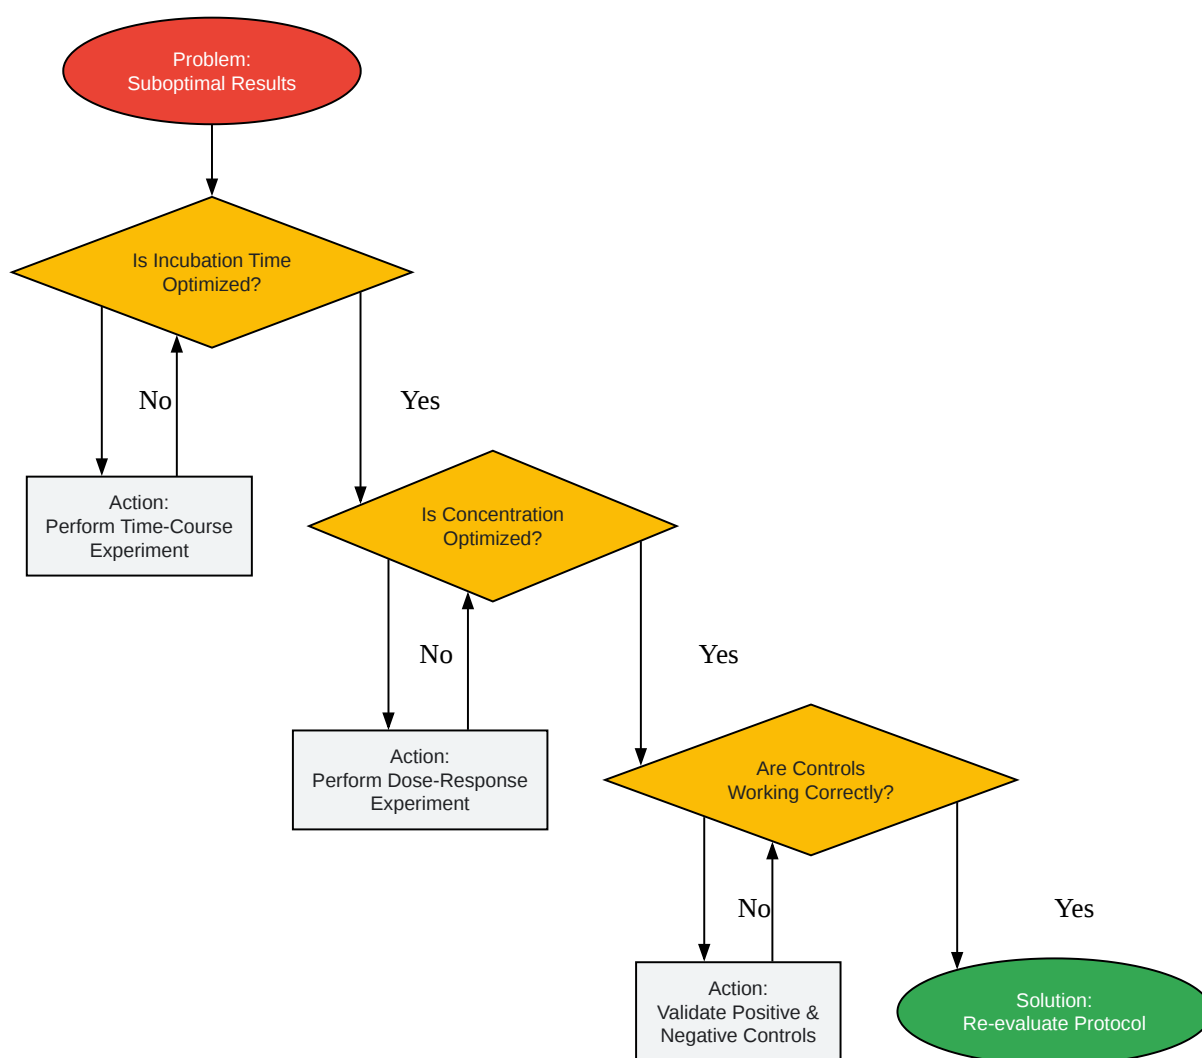 Problem:
Suboptimal Results
Is Incubation Time
Optimized?
No
Yes
Action:
Perform Time-Course
Experiment
Is Concentration
Optimized?
No
Yes
Action:
Perform Dose-Response
Experiment
Are Controls
Working Correctly?
No
Yes
Action:
Validate Positive &
Negative Controls
Solution:
Re-evaluate Protocol